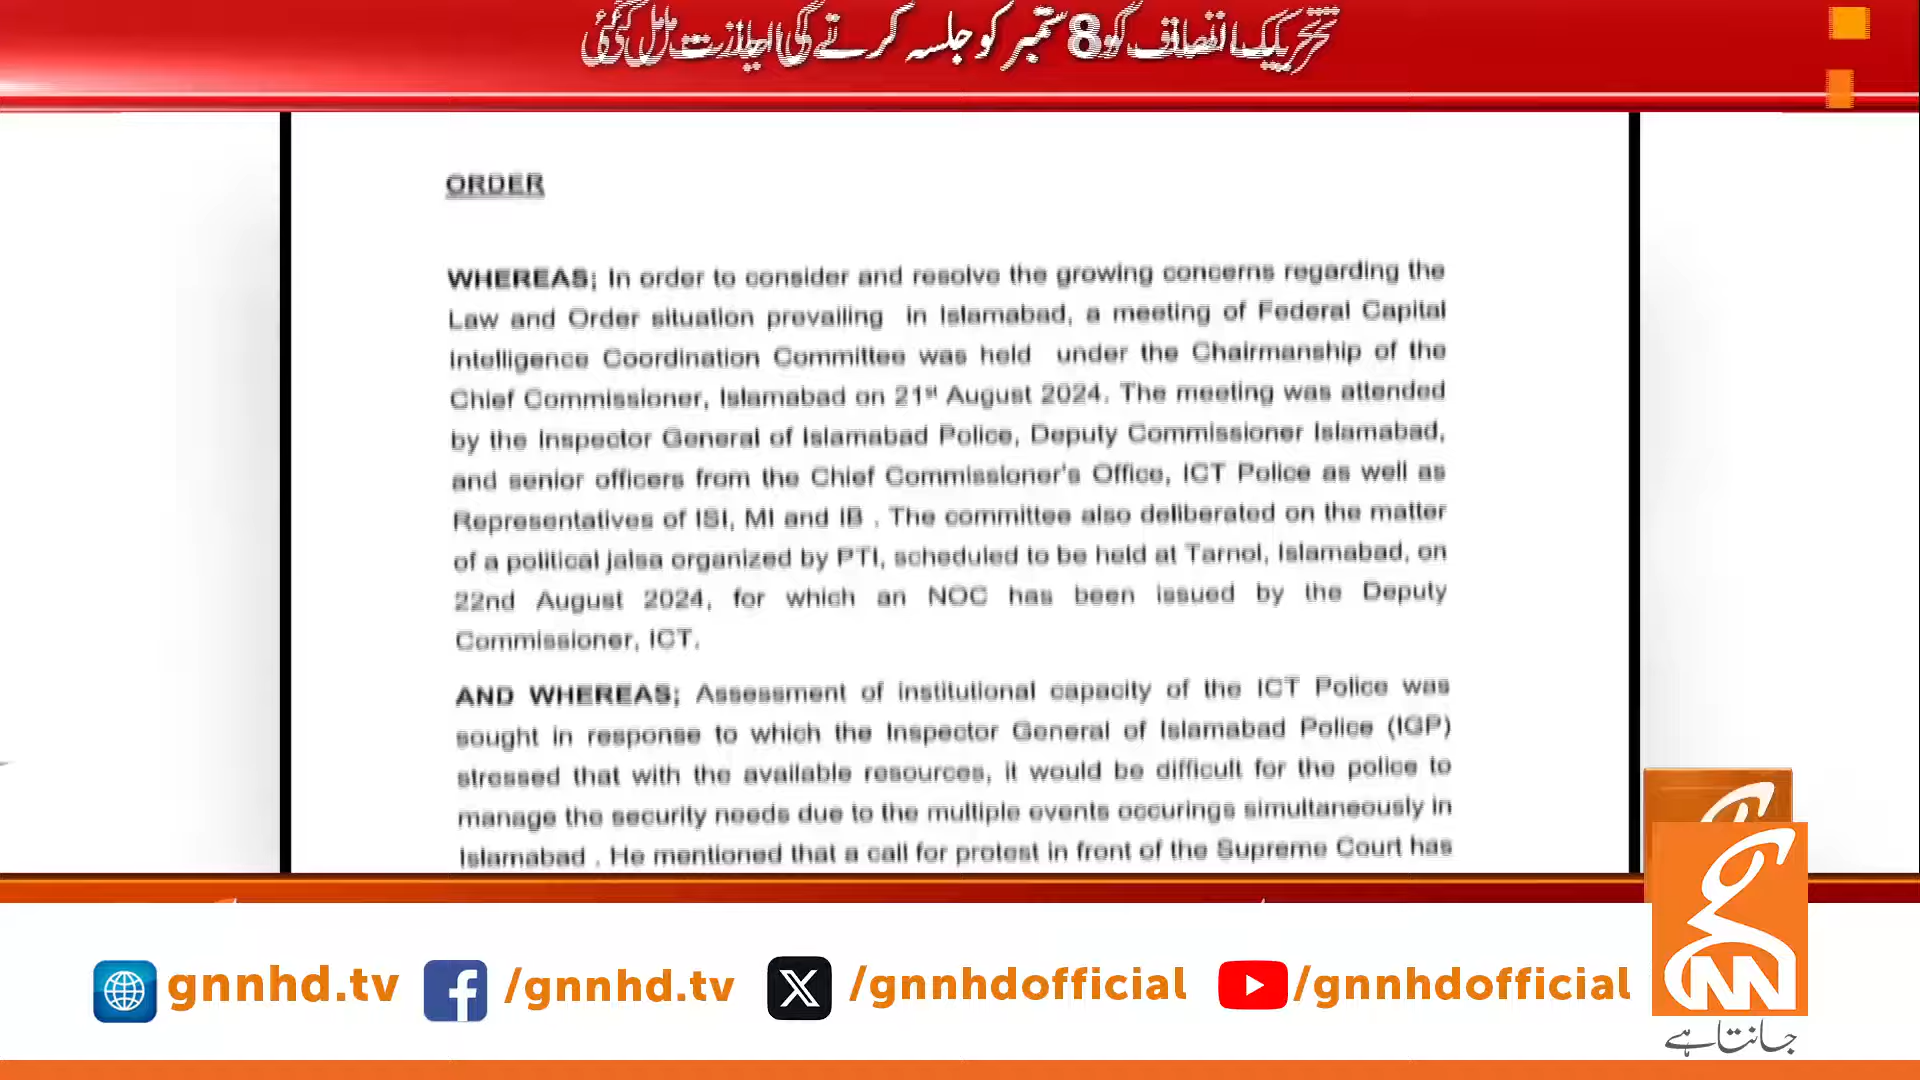 تحریک انصاف کو 8 ستمبر کو جلسہ کرنے کی اجازت مل گئی
ORDER
WHEREAS; In order to consider and resolve the growing concerns regarding the
Law and Order situation prevailing in Islamabad, a meeting of Federal Capital
Intelligence Coordination Committee was held under the Chairmanship of the
Chief Commissioner, Islamabad on 21st August 2024. The meeting was attended
by the Inspector General of Islamabad Police, Deputy Commissioner Islamabad,
and senior officers from the Chief Commissioner's Office, ICT Police as well as
Representatives of ISI, MI and IB . The committee also deliberated on the matter
of a political jalsa organized by PTI, scheduled to be held at Tarnol, Islamabad, on
22nd August 2024, for which an NOC has been issued by the Deputy
Commissioner, ICT.
AND WHEREAS; Assessment of institutional capacity of the ICT Police was
sought in response to which the Inspector General of Islamabad Police (IGP)
stressed that with the available resources, it would be difficult for the police to
manage the security needs due to the multiple events occurings simultaneously in
Islamabad . He mentioned that a call for protest in front of the Supreme Court has
gnnhd.tv /gnnhd.tv /gnnhdofficial /gnnhdofficial
GNN
جانتا ہے